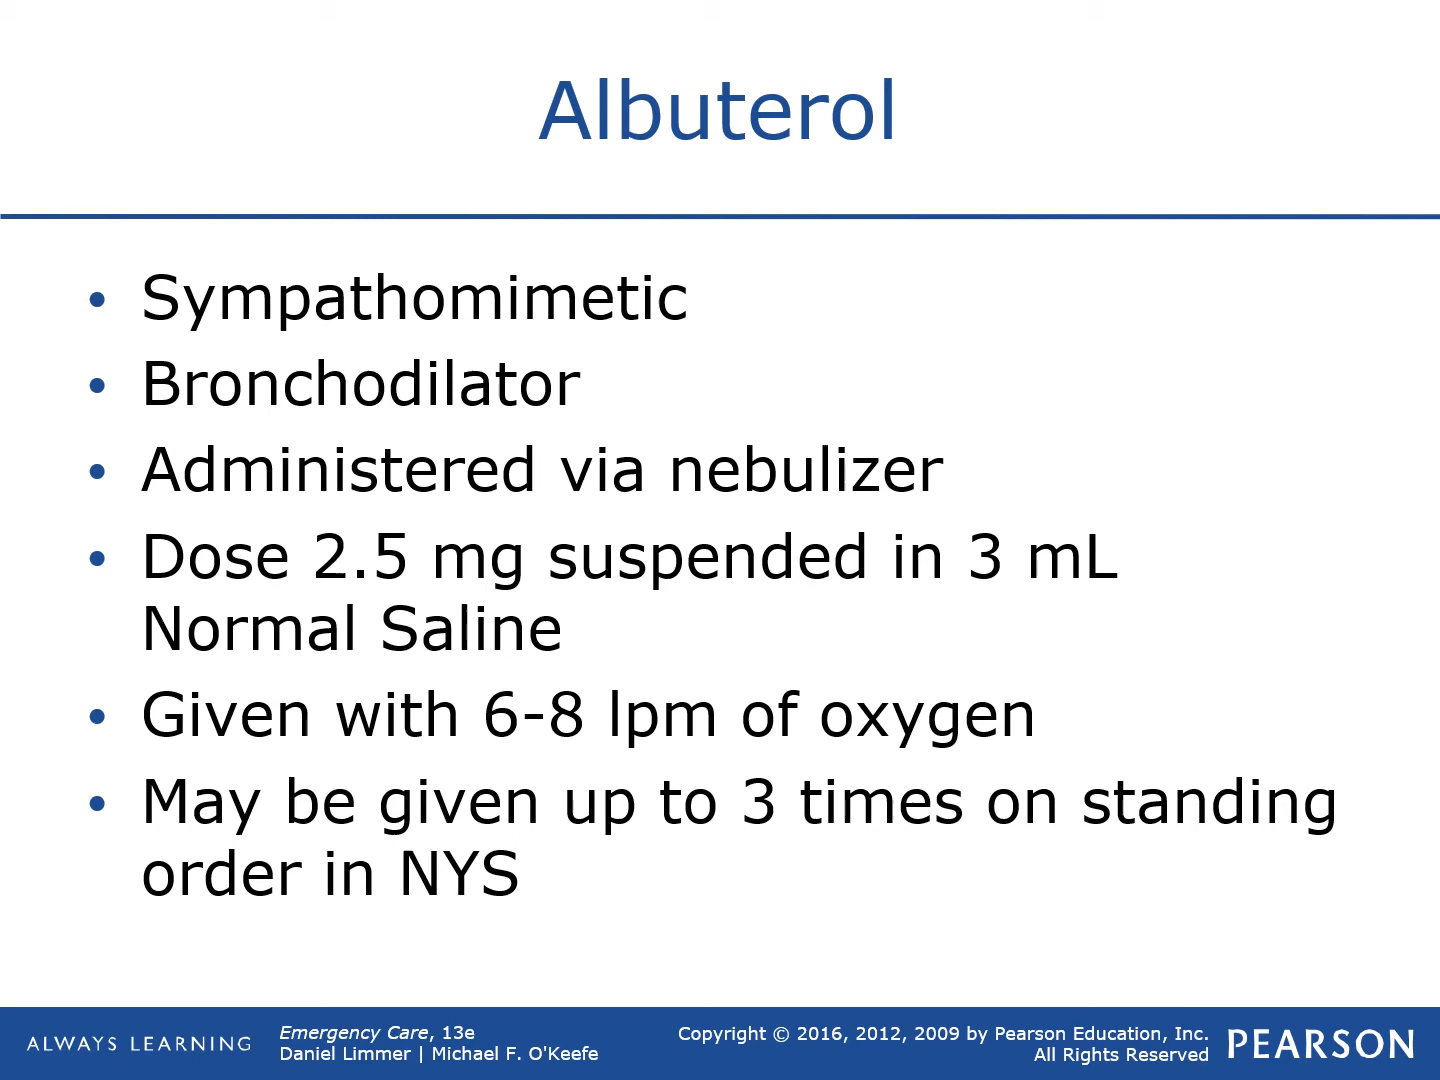 Albuterol
• Sympathomimetic
• Bronchodilator
• Administered via nebulizer
• Dose 2.5 mg suspended in 3 mL
Normal Saline
• Given with 6-8 lpm of oxygen
• May be given up to 3 times on standing
order in NYS
ALWAYS LEARNING
Emergency Care, 13e
Daniel Limmer | Michael F. O'Keefe
Copyright © 2016, 2012, 2009 by Pearson Education, Inc.
All Rights Reserved
PEARSON